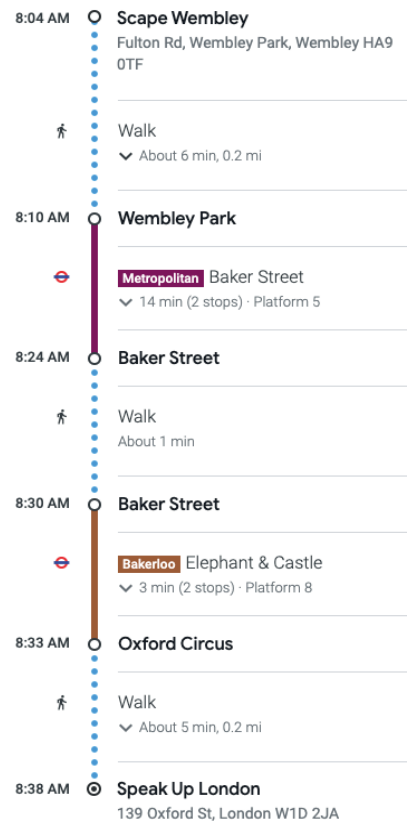 8:04 AM Scape Wembley
Fulton Rd, Wembley Park, Wembley HA9
0TF
Walk
About 6 min, 0.2 mi
8:10 AM Wembley Park
Metropolitan Baker Street
14 min (2 stops) · Platform 5
8:24 AM Baker Street
Walk
About 1 min
8:30 AM Baker Street
Bakerloo Elephant & Castle
3 min (2 stops) · Platform 8
8:33 AM Oxford Circus
Walk
About 5 min, 0.2 mi
8:38 AM Speak Up London
139 Oxford St, London W1D 2JA